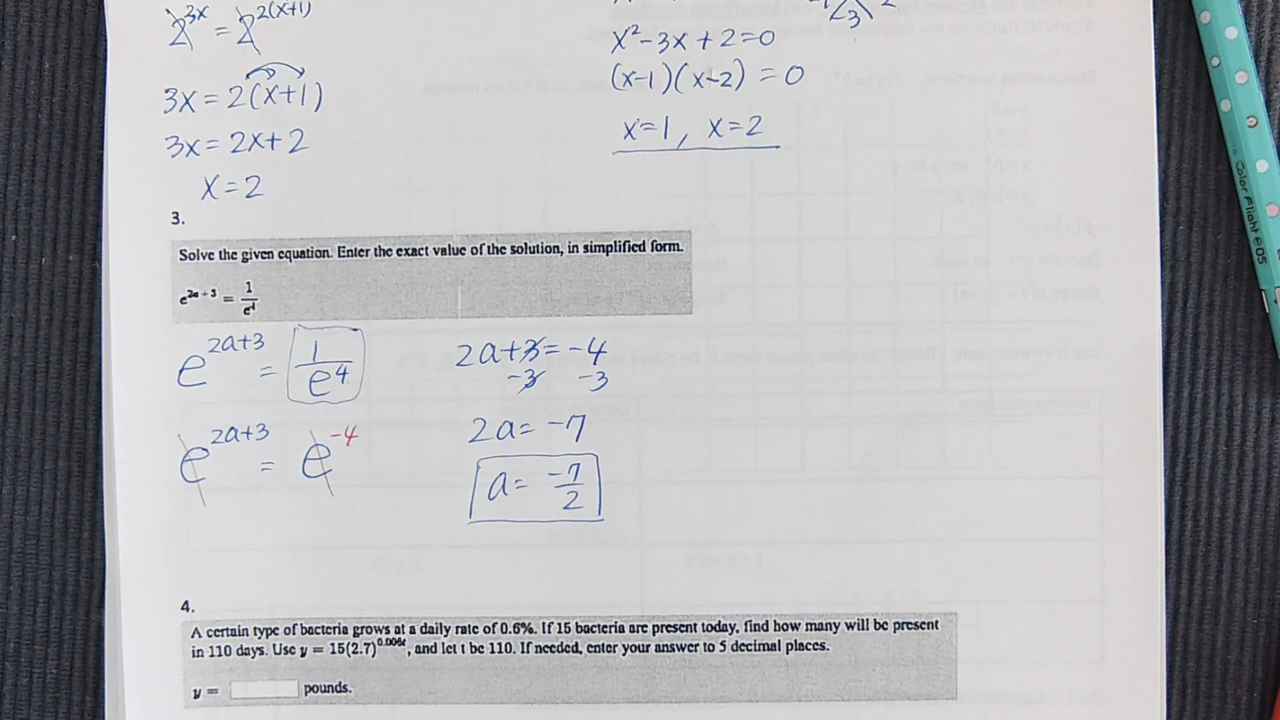 2^{3x} = 2^{2(x+1)}
3x = 2(x+1)
3x = 2x + 2
x = 2
x² - 3x + 2 = 0
(x-1)(x-2) = 0
x = 1, x = 2
3.
Solve the given equation. Enter the exact value of the solution, in simplified form.
e^{2a+3} = 1/e^4
e^{2a+3} = 1/e^4
e^{2a+3} = e^{-4}
2a + 3 = -4
-3 -3
2a = -7
a = -7/2
4.
A certain type of bacteria grows at a daily rate of 0.6%. If 15 bacteria are present today, find how many will be present
in 110 days. Use y = 15(2.7)^{0.006t}, and let t be 110. If needed, enter your answer to 5 decimal places.
y = pounds.
Color Flight @05